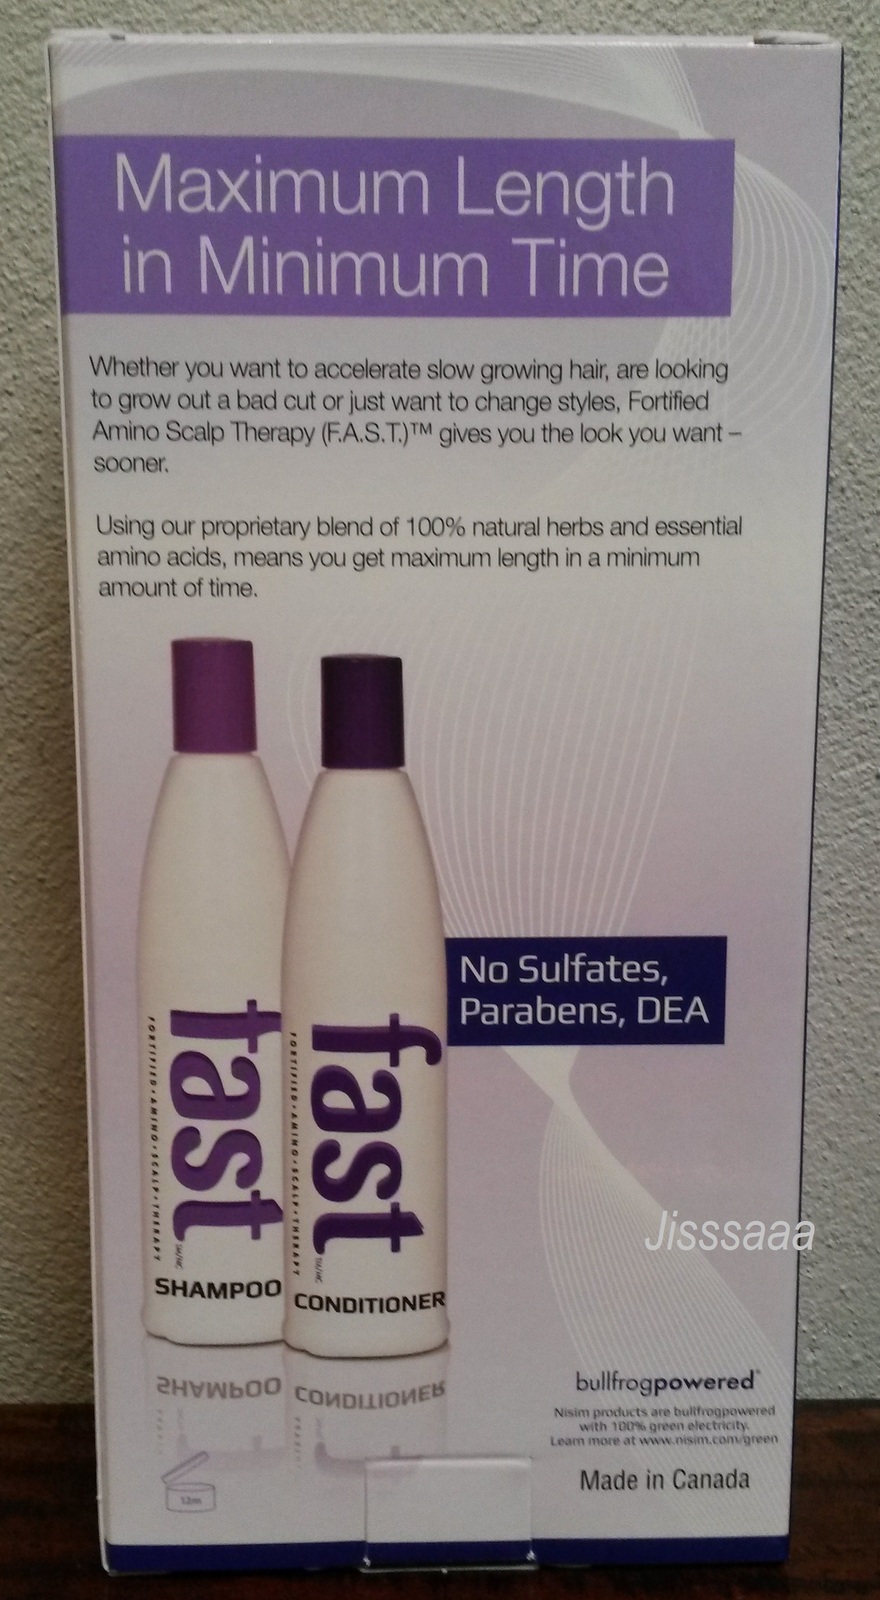 Maximum Length
in Minimum Time
Whether you want to accelerate slow growing hair, are looking
to grow out a bad cut or just want to change styles, Fortified
Amino Scalp Therapy (F.A.S.T.)™ gives you the look you want –
sooner.
Using our proprietary blend of 100% natural herbs and essential
amino acids, means you get maximum length in a minimum
amount of time.
No Sulfates,
Parabens, DEA
fast
FORTIFIED•AMINO•SCALP•THERAPY
SHAMPOO
fast
FORTIFIED•AMINO•SCALP•THERAPY
CONDITIONER
Jisssaaa
bullfrogpowered
Nisim products are bullfrogpowered
with 100% green electricity.
Learn more at www.nisim.com/green
Made in Canada
12m